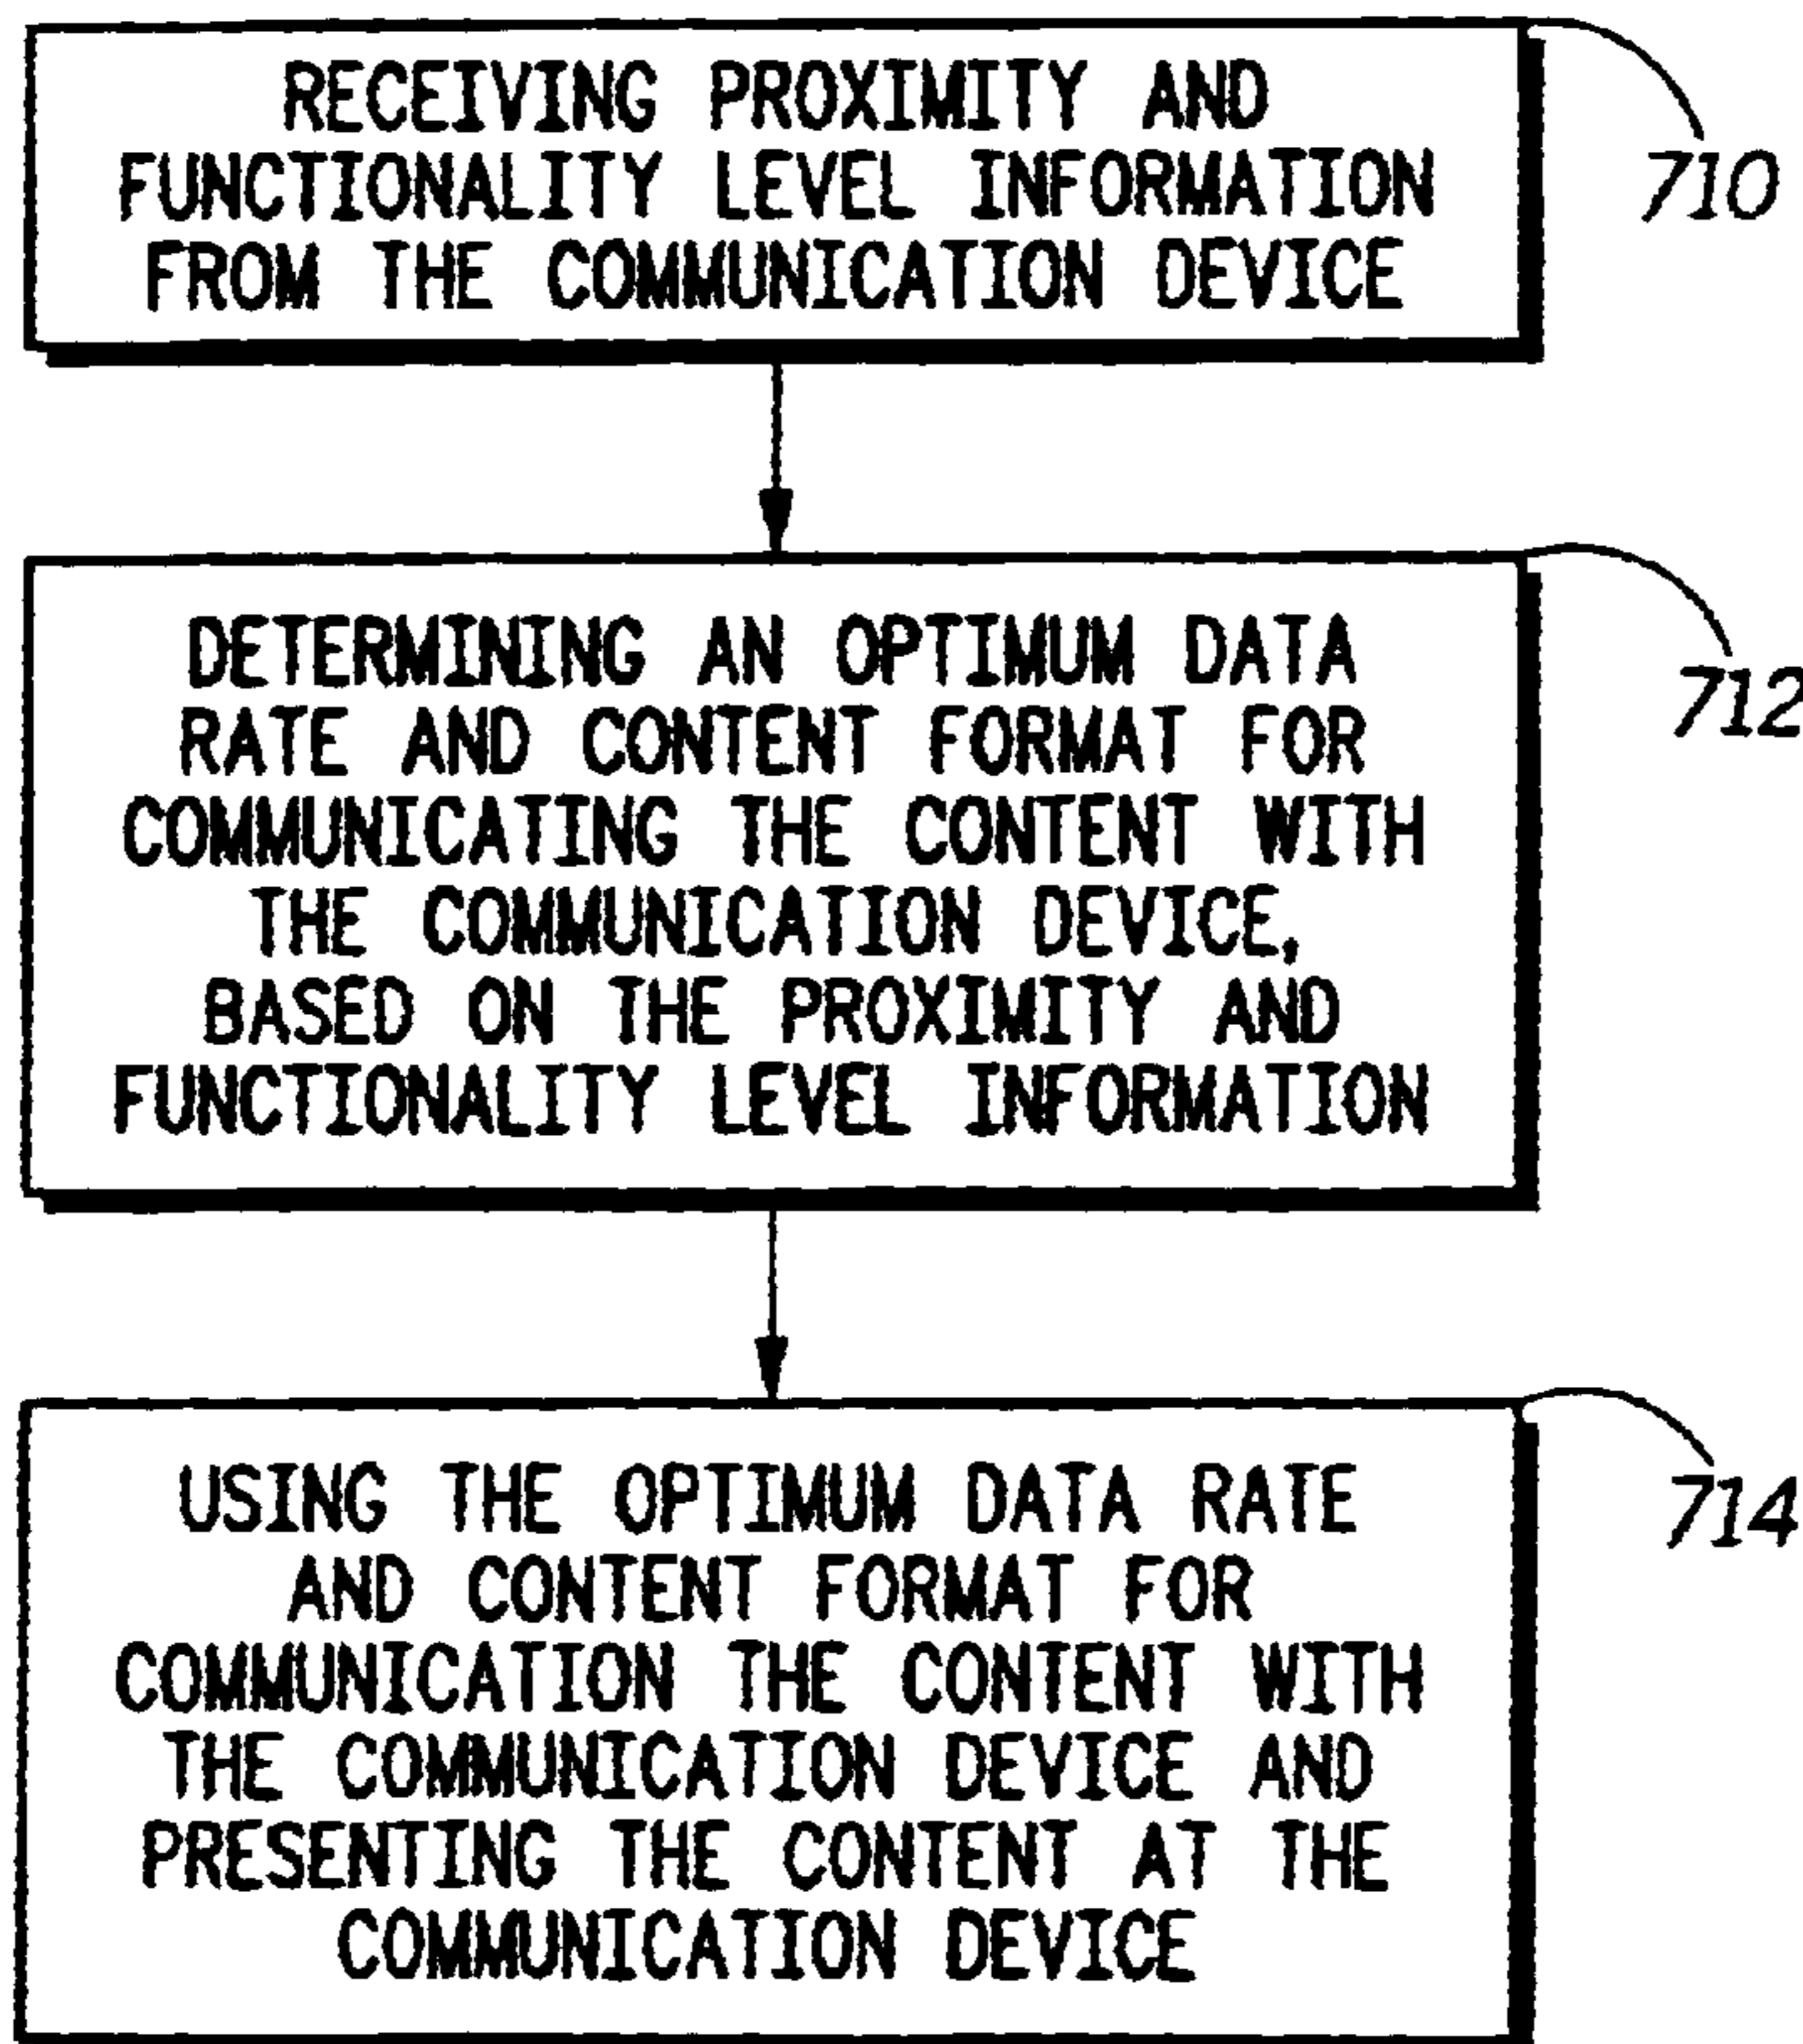 RECEIVING PROXIMITY AND
FUNCTIONALITY LEVEL INFORMATION
FROM THE COMMUNICATION DEVICE
710
DETERMINING AN OPTIMUM DATA
RATE AND CONTENT FORMAT FOR
COMMUNICATING THE CONTENT WITH
THE COMMUNICATION DEVICE,
BASED ON THE PROXIMITY AND
FUNCTIONALITY LEVEL INFORMATION
712
USING THE OPTIMUM DATA RATE
AND CONTENT FORMAT FOR
COMMUNICATION THE CONTENT WITH
THE COMMUNICATION DEVICE AND
PRESENTING THE CONTENT AT THE
COMMUNICATION DEVICE
714